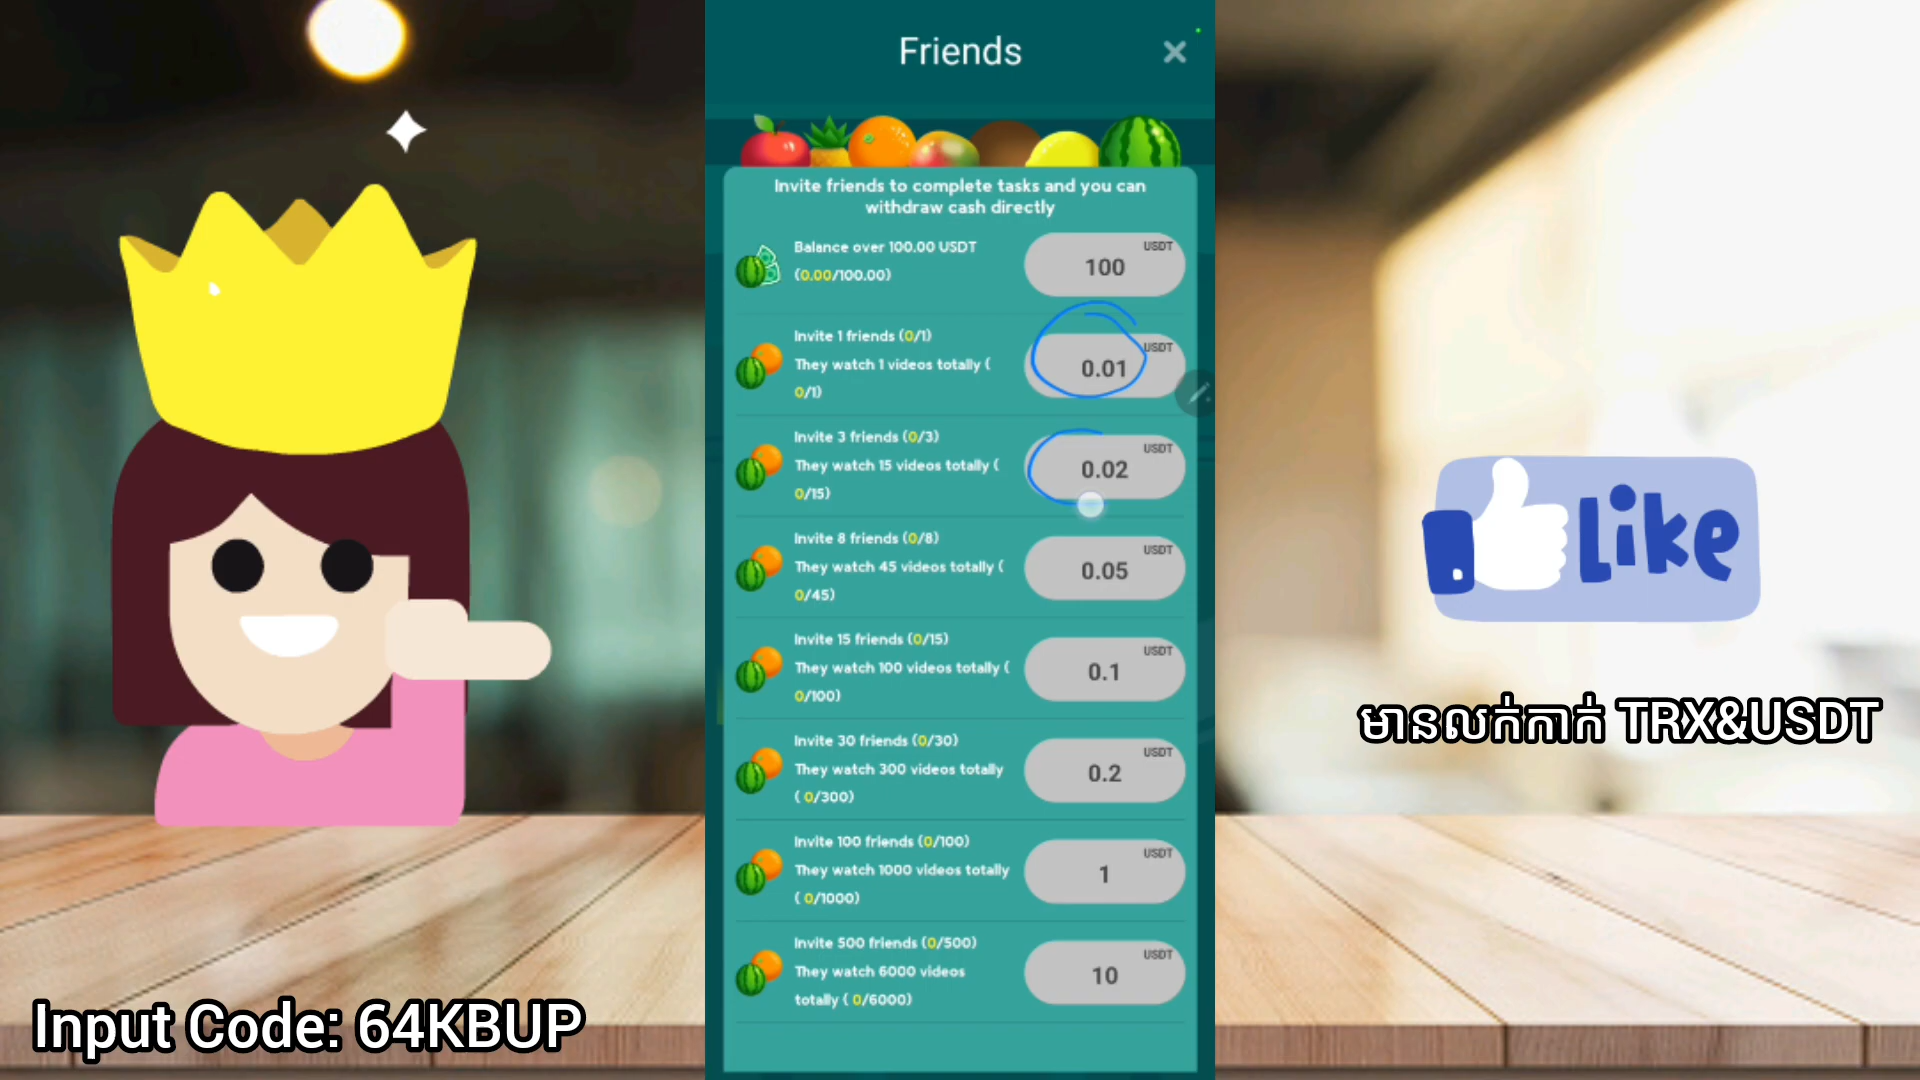 Friends
Invite friends to complete tasks and you can
withdraw cash directly
Balance over 100.00 USDT
(0.00/100.00)
USDT
100
Invite 1 friends (0/1)
They watch 1 videos totally (
0/1)
USDT
0.01
Invite 3 friends (0/3)
They watch 15 videos totally (
0/15)
USDT
0.02
Invite 8 friends (0/8)
They watch 45 videos totally (
0/45)
USDT
0.05
Invite 15 friends (0/15)
They watch 100 videos totally (
0/100)
USDT
0.1
Invite 30 friends (0/30)
They watch 300 videos totally
( 0/300)
USDT
0.2
Invite 100 friends (0/100)
They watch 1000 videos totally
( 0/1000)
USDT
1
Invite 500 friends (0/500)
They watch 6000 videos
totally ( 0/6000)
USDT
10
Like
មានលក់កាក់ TRX&USDT
Input Code: 64KBUP